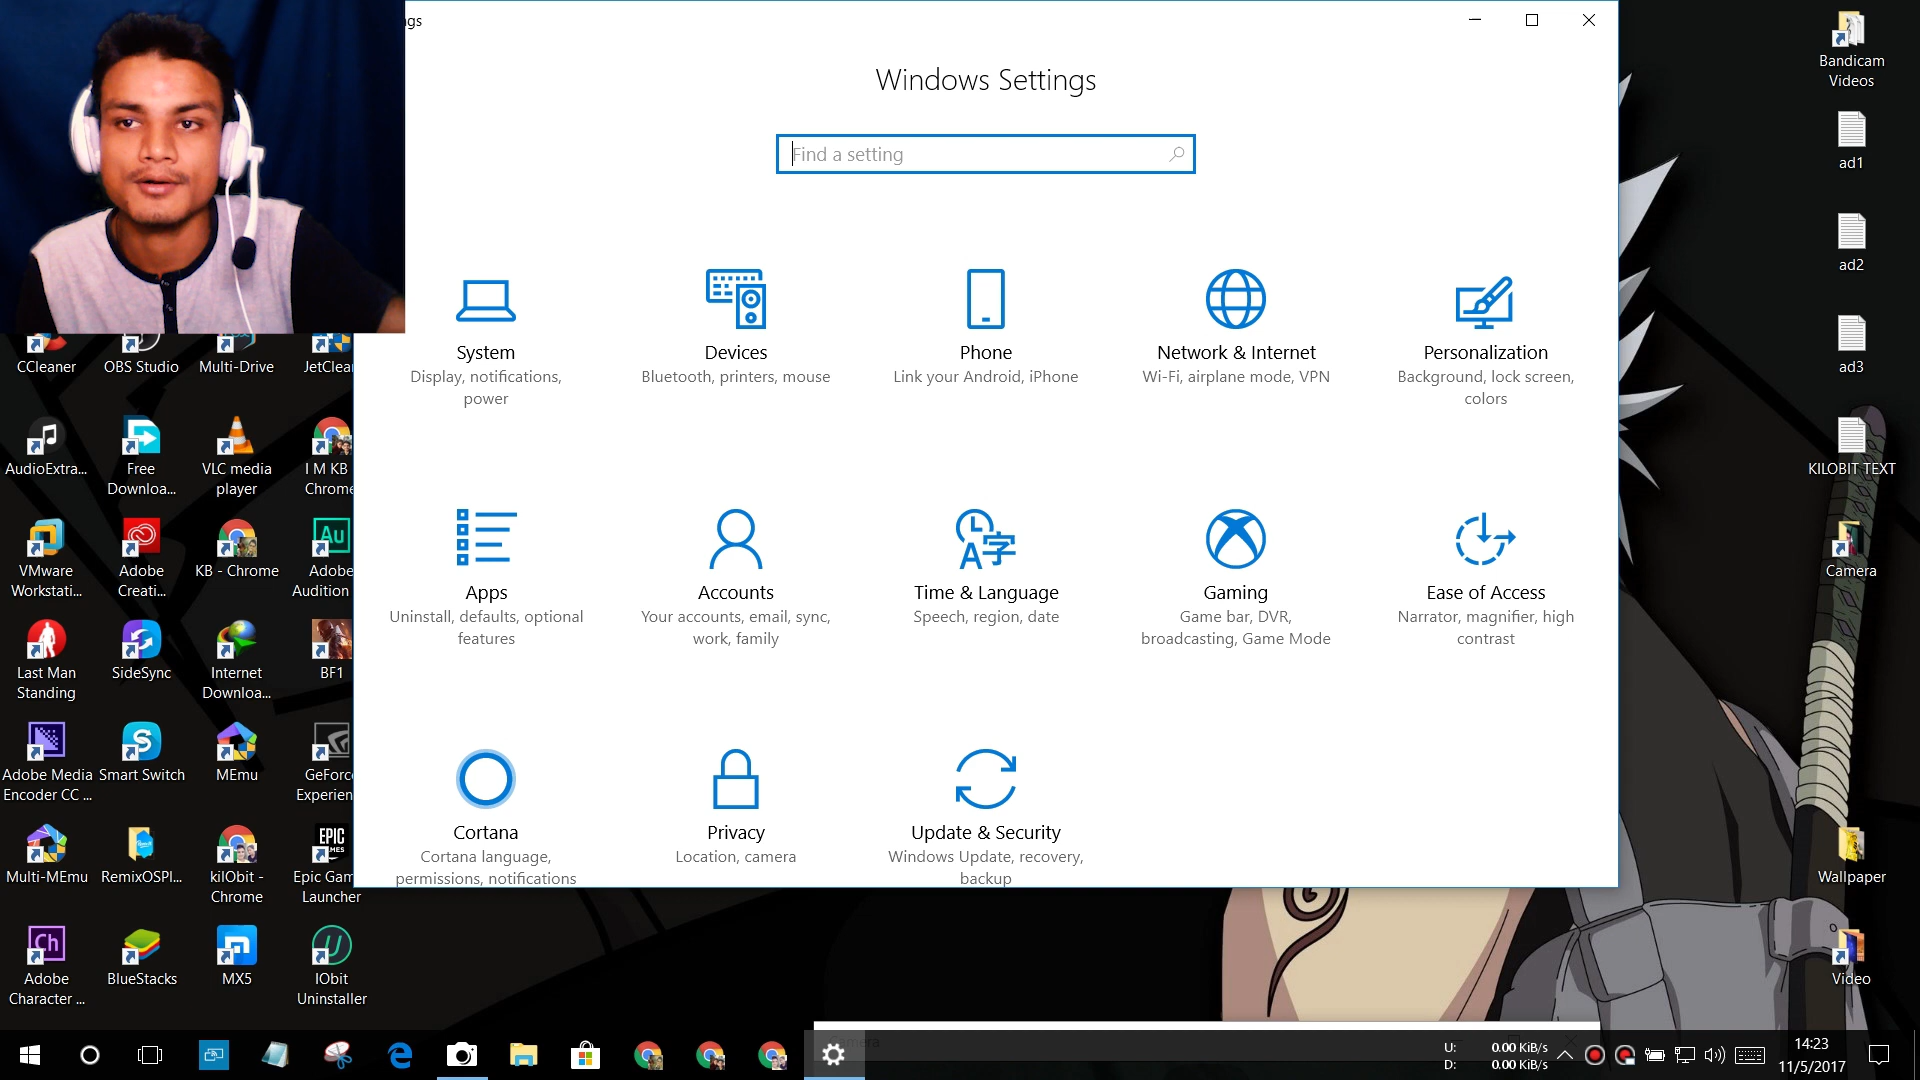 ngs
Windows Settings
Find a setting
System
Display, notifications,
power
Devices
Bluetooth, printers, mouse
Phone
Link your Android, iPhone
Network & Internet
Wi-Fi, airplane mode, VPN
Personalization
Background, lock screen,
colors
Apps
Uninstall, defaults, optional
features
Accounts
Your accounts, email, sync,
work, family
Time & Language
Speech, region, date
Gaming
Game bar, DVR,
broadcasting, Game Mode
Ease of Access
Narrator, magnifier, high
contrast
Cortana
Cortana language,
permissions, notifications
Privacy
Location, camera
Update & Security
Windows Update, recovery,
backup
CCleaner
OBS Studio
Multi-Drive
JetClea
AudioExtra...
Free
Downloa...
VLC media
player
I M KB
Chrome
VMware
Workstati...
Adobe
Creati...
KB - Chrome
Au
Adobe
Audition
Last Man
Standing
SideSync
Internet
Downloa...
BF1
Adobe Media
Encoder CC ...
Smart Switch
MEmu
GeForc
Experien
Multi-MEmu
RemixOSPl...
kilObit -
Chrome
EPIC
GAMES
Epic Gam
Launcher
Ch
Adobe
Character ...
BlueStacks
MX5
IObit
Uninstaller
Bandicam
Videos
ad1
ad2
ad3
KILOBIT TEXT
Camera
Wallpaper
Video
U: 0.00 KiB/s
D: 0.00 KiB/s
14:23
11/5/2017